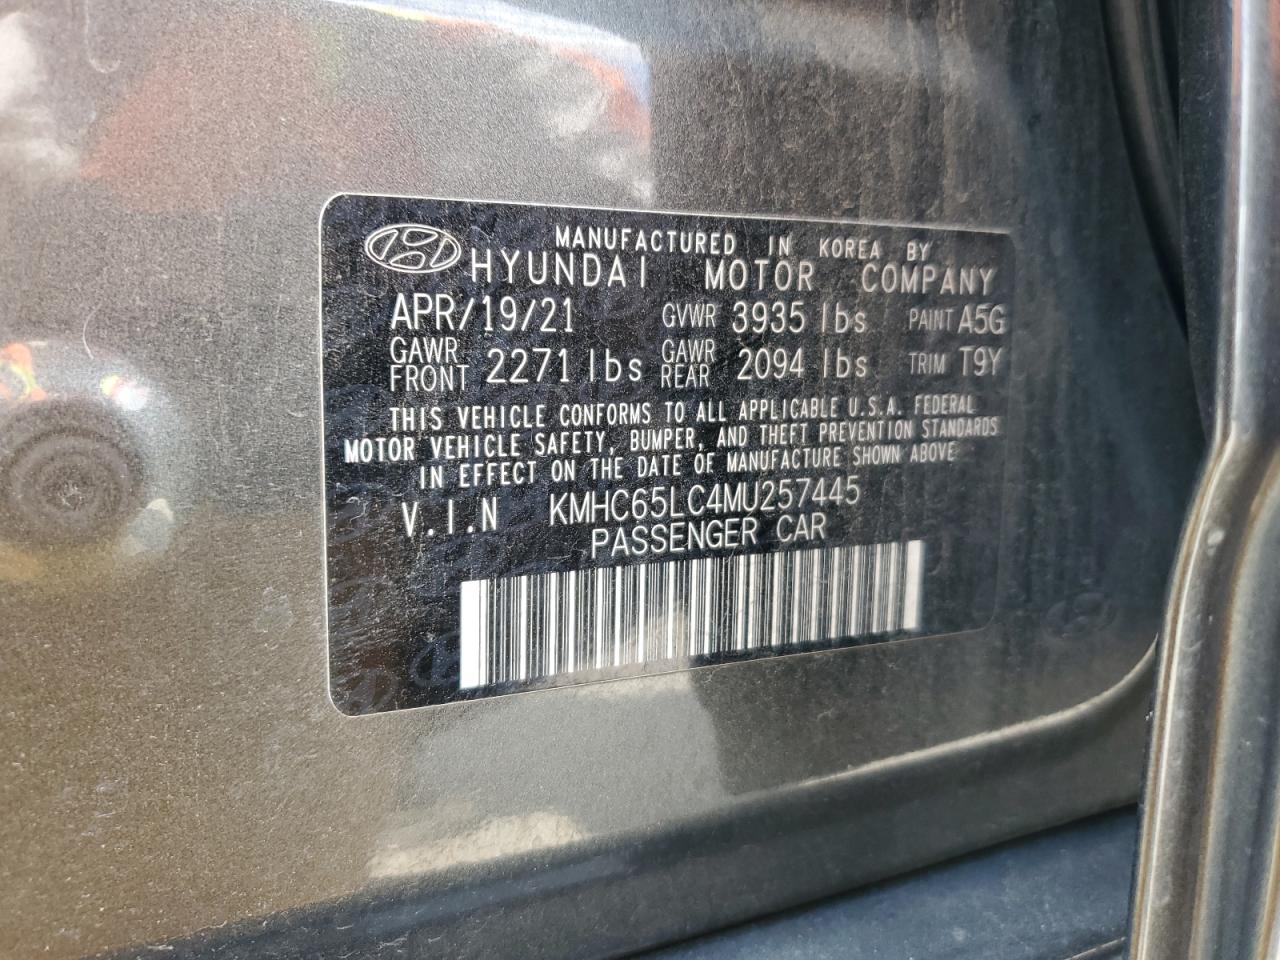 MANUFACTURED IN KOREA BY
HYUNDAI MOTOR COMPANY
APR/19/21 GVWR 3935 lbs PAINT A5G
GAWR FRONT 2271 lbs GAWR REAR 2094 lbs TRIM T9Y
THIS VEHICLE CONFORMS TO ALL APPLICABLE U.S.A. FEDERAL
MOTOR VEHICLE SAFETY, BUMPER, AND THEFT PREVENTION STANDARDS
IN EFFECT ON THE DATE OF MANUFACTURE SHOWN ABOVE
V.I.N KMHC65LC4MU257445
PASSENGER CAR